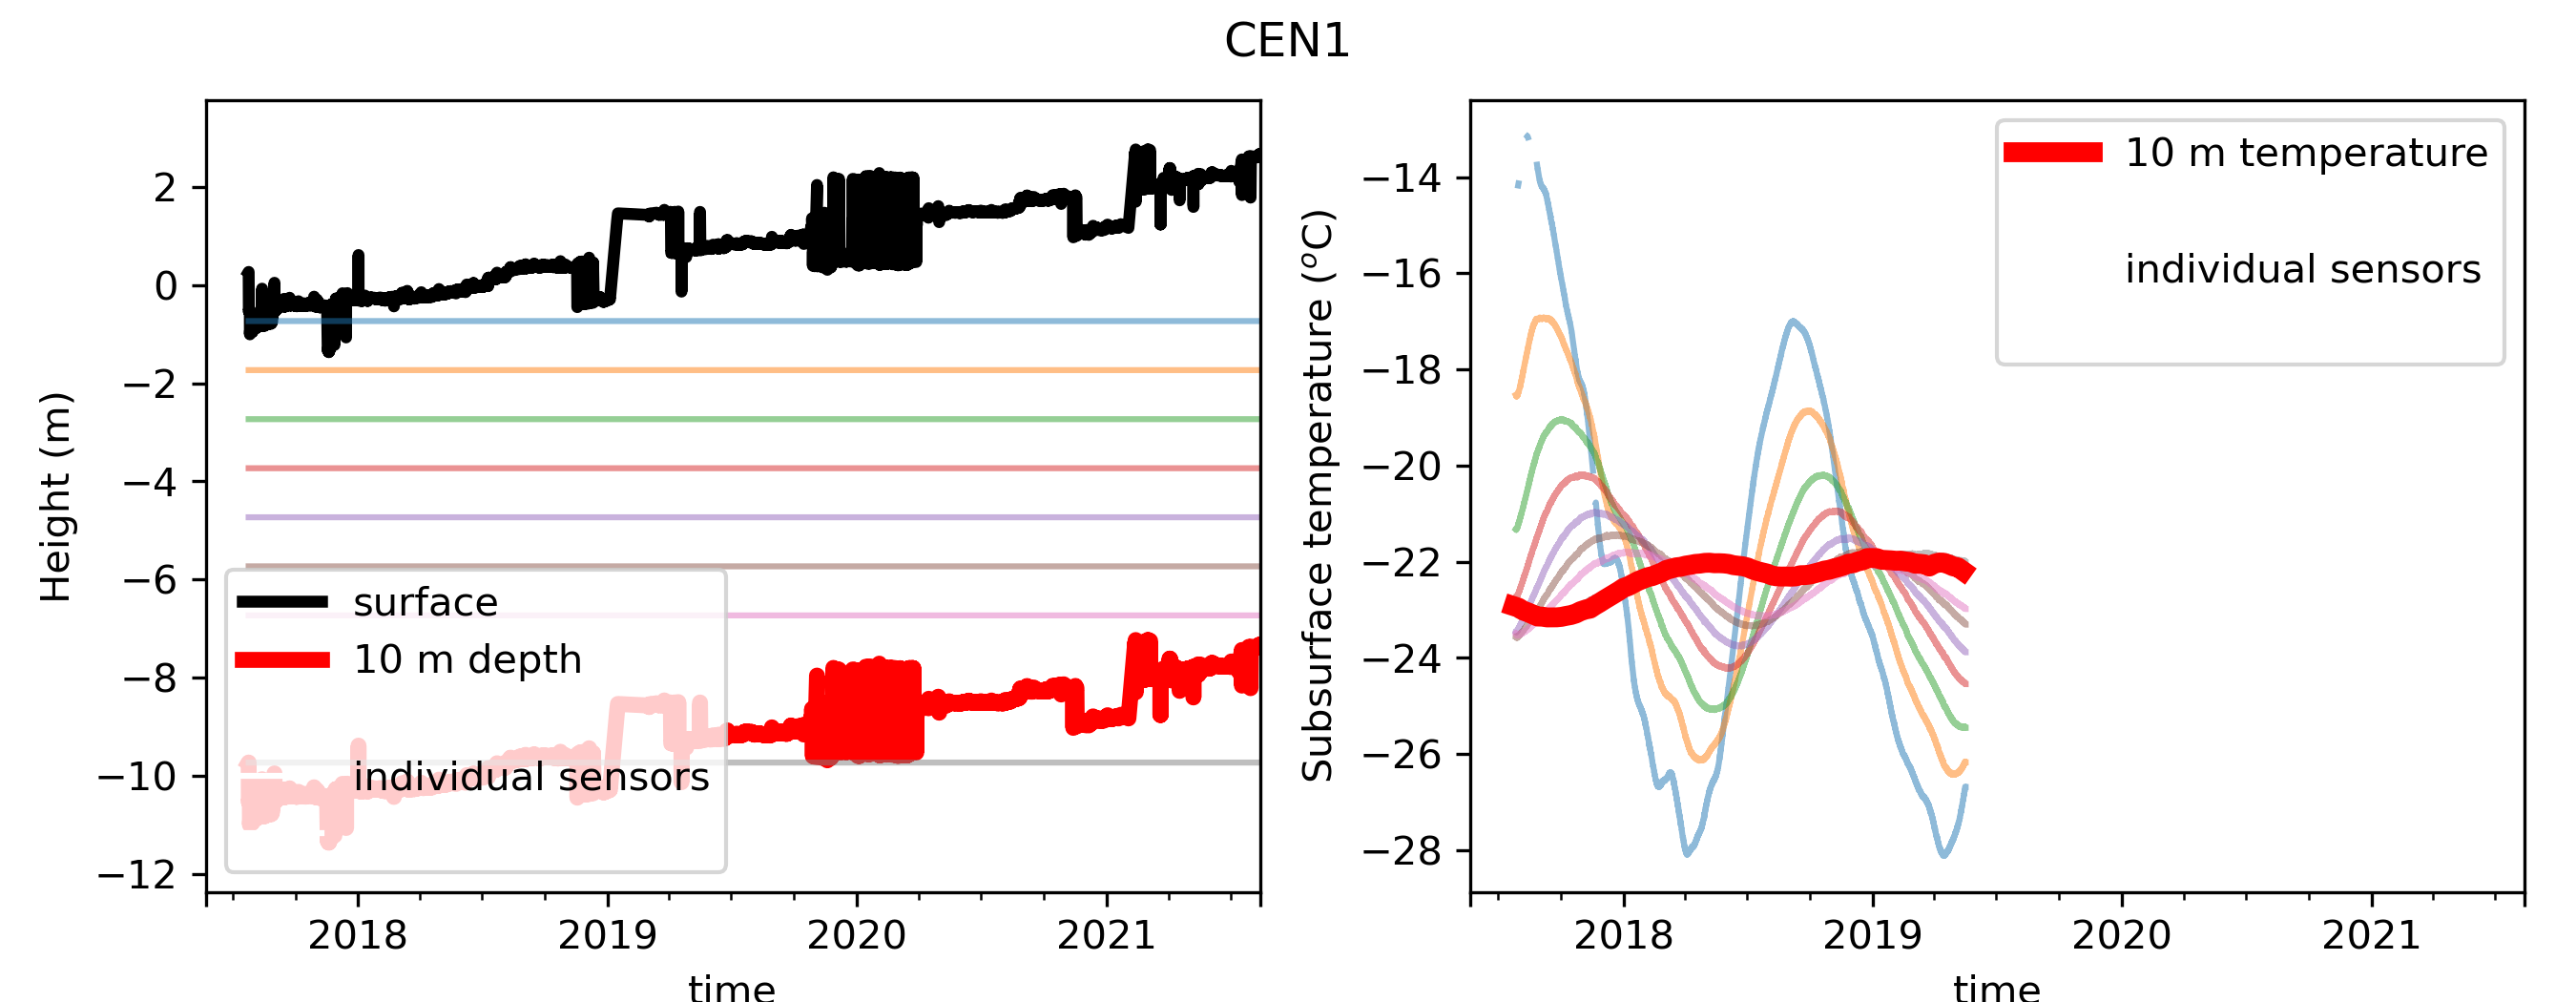 CEN1
Height (m)
2
0
−2
−4
−6
−8
−10
−12
surface
10 m depth
individual sensors
2018
2019
2020
2021
time
Subsurface temperature (°C)
−14
−16
−18
−20
−22
−24
−26
−28
10 m temperature
individual sensors
2018
2019
2020
2021
time